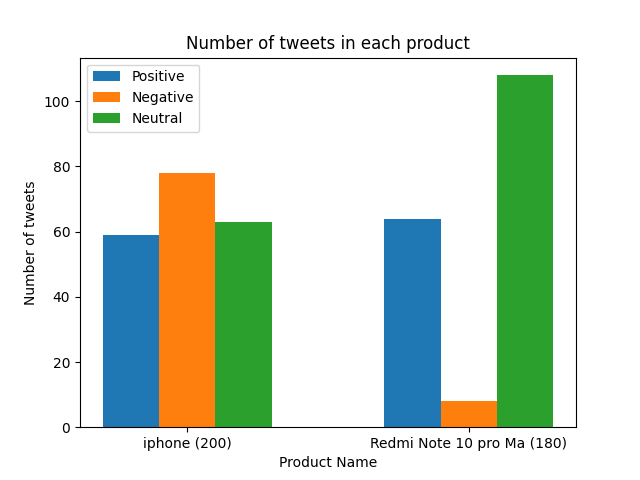 Number of tweets in each product
Positive
Negative
Neutral
Number of tweets
100
80
60
40
20
0
iphone (200)
Redmi Note 10 pro Ma (180)
Product Name